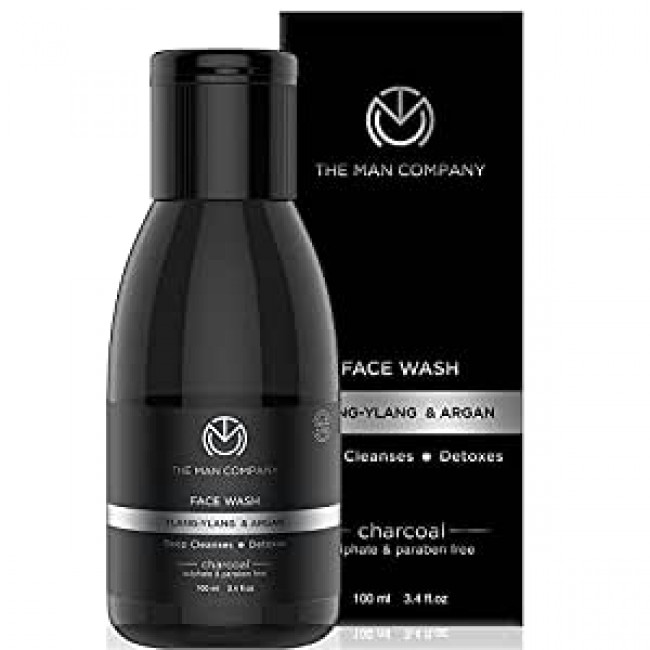 THE MAN COMPANY
FACE WASH
NG-YLANG & ARGAN
Cleanses • Detoxes
charcoal
ulphate & paraben free
100 ml 3.4 fl.oz
THE MAN COMPANY
FACE WASH
YLANG-YLANG & ARGAN
Deep Cleanses • Detoxes
charcoal
sulphate & paraben free
100 ml 3.4 fl.oz